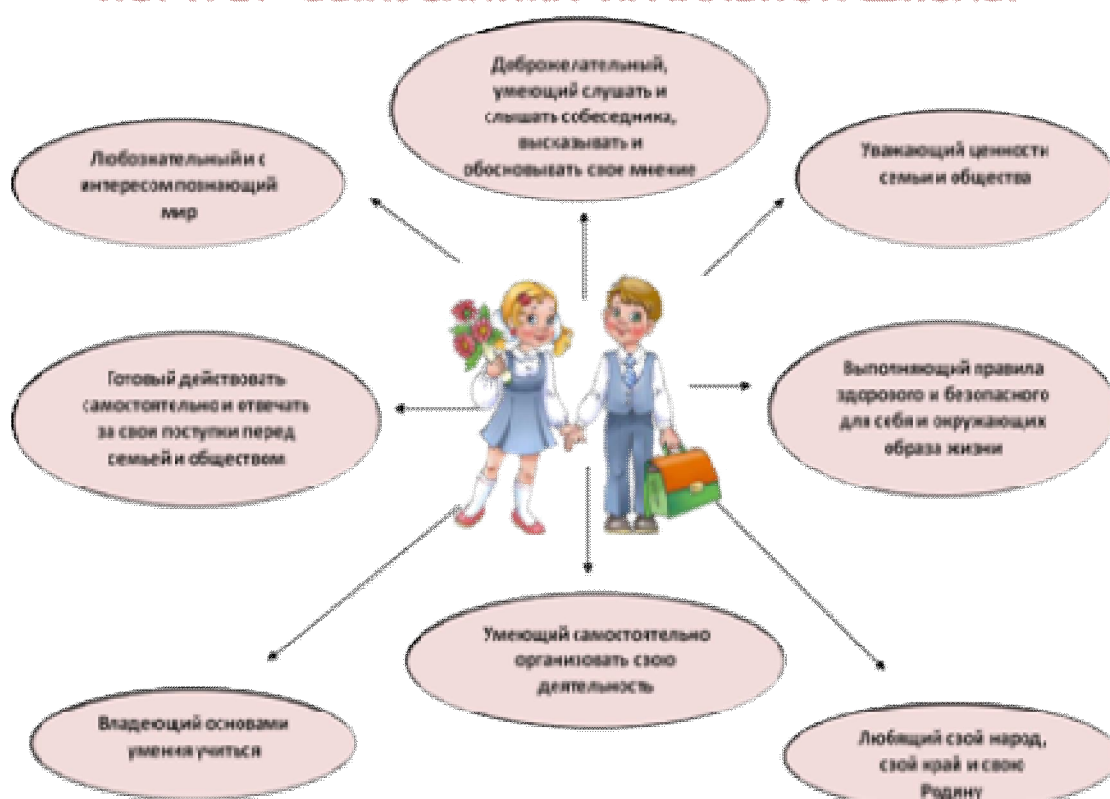 Доброжелательный,
умеющий слушать и
слышать собеседника,
высказывать и
обосновывать свое мнение
Любознательный и с
интересом познающий
мир
Уважающий ценности
семьи и общества
Готовый действовать
самостоятельно и отвечать
за свои поступки перед
семьей и обществом
Выполняющий правила
здорового и безопасного
для себя и окружающих
образа жизни
Умеющий самостоятельно
организовать свою
деятельность
Владеющий основами
умения учиться
Любящий свой народ,
свой край и свою
Родину